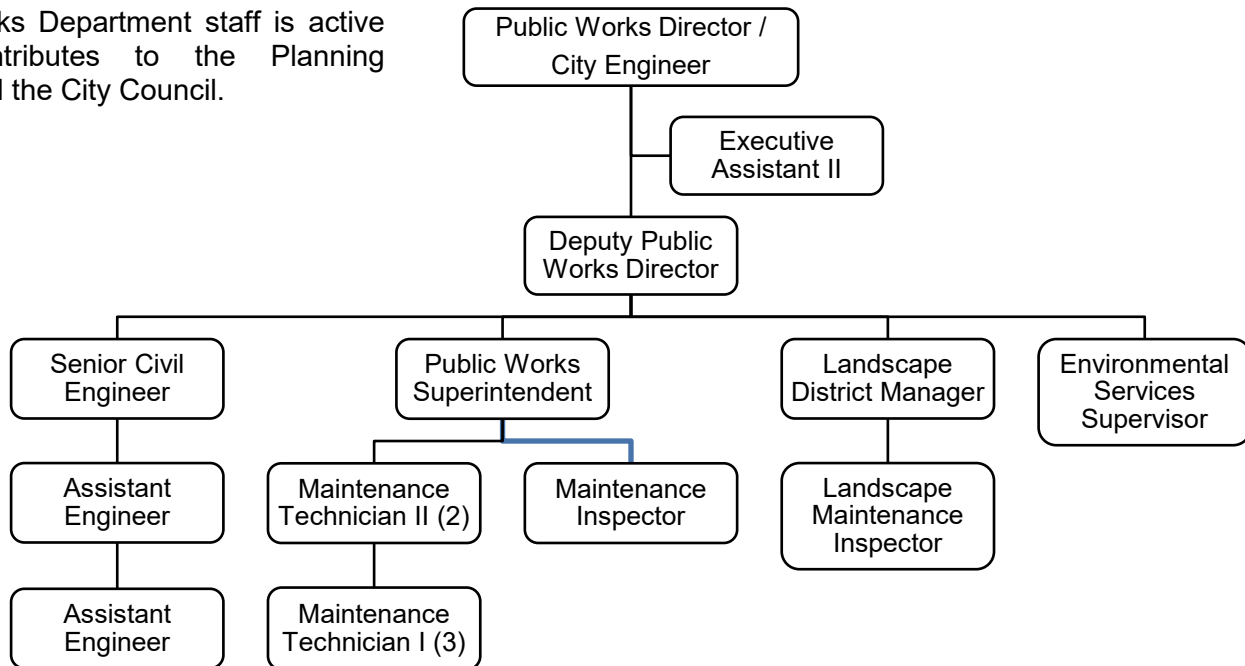 ks Department staff is active
ntributes to the Planning
the City Council.
Public Works Director /
City Engineer
Executive
Assistant II
Deputy Public
Works Director
Senior Civil
Engineer
Public Works
Superintendent
Landscape
District Manager
Environmental
Services
Supervisor
Assistant
Engineer
Maintenance
Technician II (2)
Maintenance
Inspector
Landscape
Maintenance
Inspector
Assistant
Engineer
Maintenance
Technician I (3)